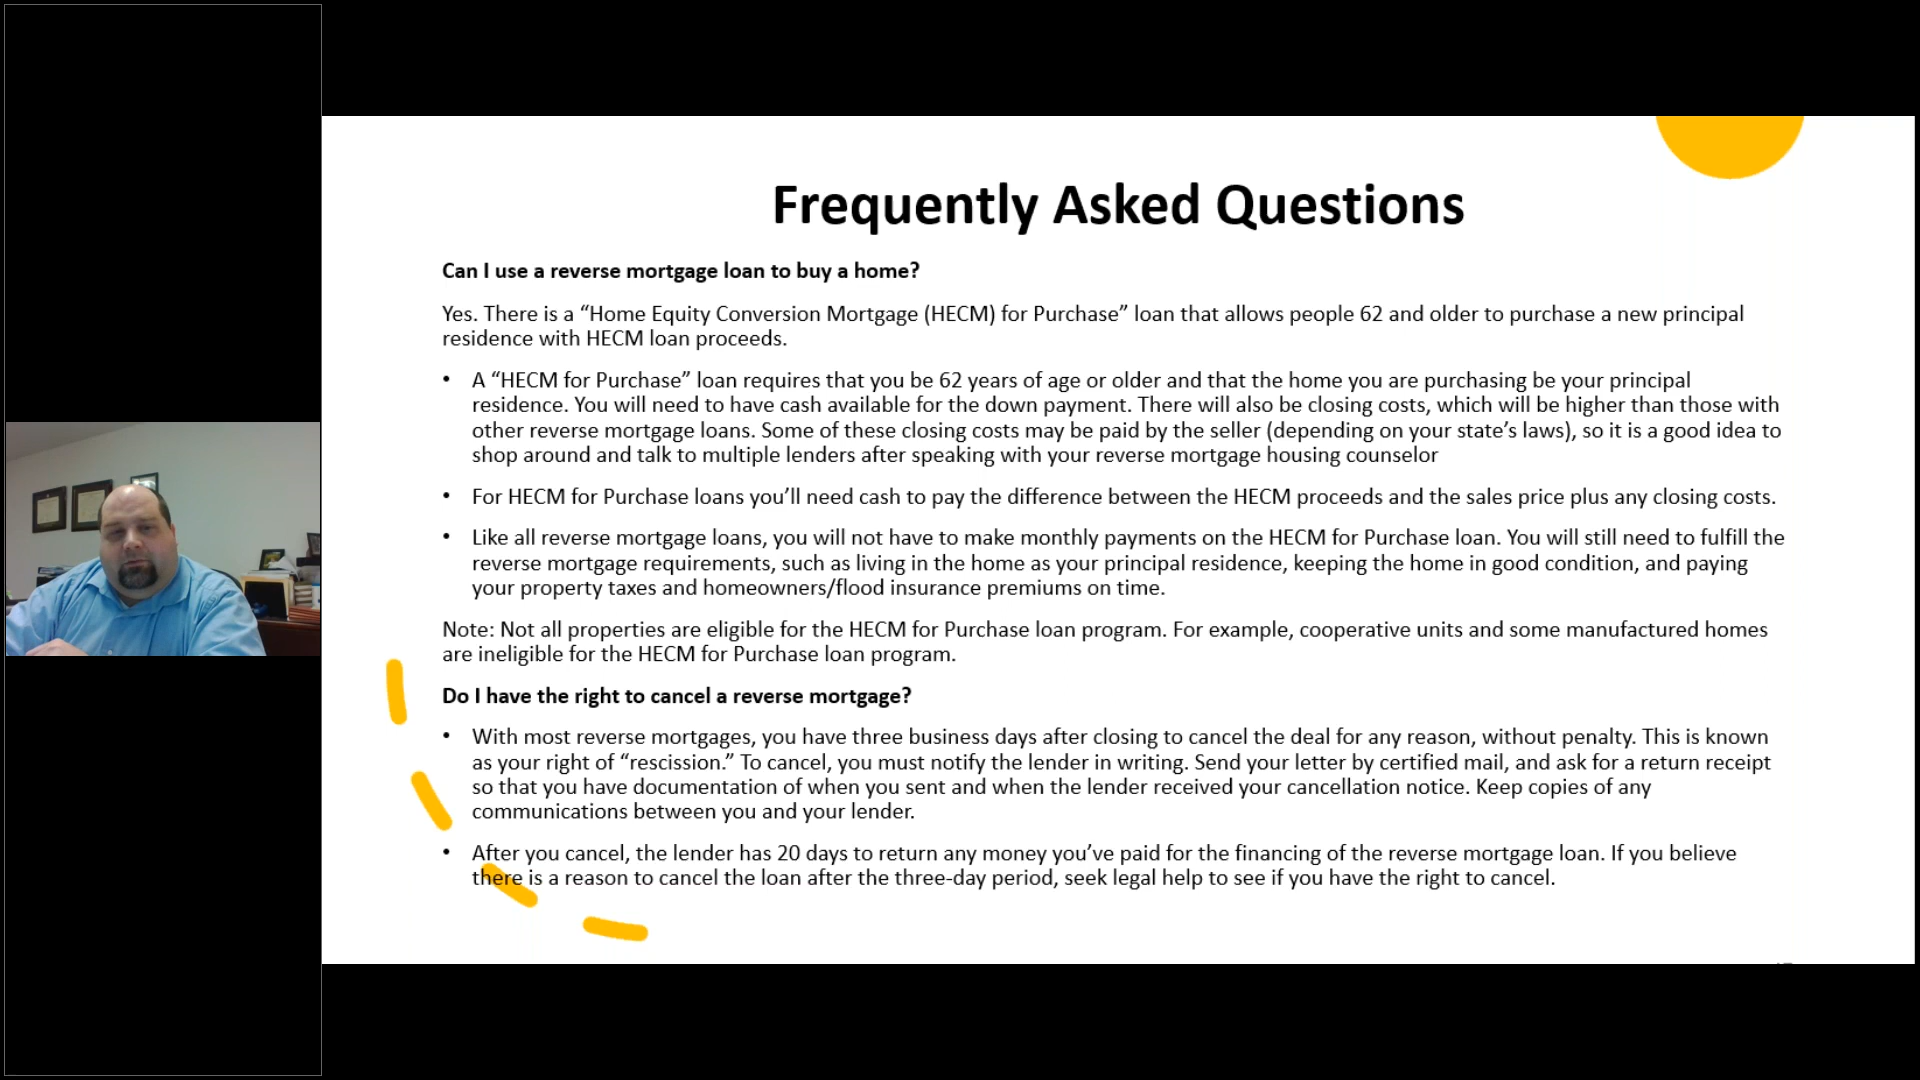 Frequently Asked Questions
Can I use a reverse mortgage loan to buy a home?
Yes. There is a “Home Equity Conversion Mortgage (HECM) for Purchase” loan that allows people 62 and older to purchase a new principal
residence with HECM loan proceeds.
• A “HECM for Purchase” loan requires that you be 62 years of age or older and that the home you are purchasing be your principal
residence. You will need to have cash available for the down payment. There will also be closing costs, which will be higher than those with
other reverse mortgage loans. Some of these closing costs may be paid by the seller (depending on your state’s laws), so it is a good idea to
shop around and talk to multiple lenders after speaking with your reverse mortgage housing counselor
• For HECM for Purchase loans you’ll need cash to pay the difference between the HECM proceeds and the sales price plus any closing costs.
• Like all reverse mortgage loans, you will not have to make monthly payments on the HECM for Purchase loan. You will still need to fulfill the
reverse mortgage requirements, such as living in the home as your principal residence, keeping the home in good condition, and paying
your property taxes and homeowners/flood insurance premiums on time.
Note: Not all properties are eligible for the HECM for Purchase loan program. For example, cooperative units and some manufactured homes
are ineligible for the HECM for Purchase loan program.
Do I have the right to cancel a reverse mortgage?
• With most reverse mortgages, you have three business days after closing to cancel the deal for any reason, without penalty. This is known
as your right of “rescission.” To cancel, you must notify the lender in writing. Send your letter by certified mail, and ask for a return receipt
so that you have documentation of when you sent and when the lender received your cancellation notice. Keep copies of any
communications between you and your lender.
• After you cancel, the lender has 20 days to return any money you’ve paid for the financing of the reverse mortgage loan. If you believe
there is a reason to cancel the loan after the three-day period, seek legal help to see if you have the right to cancel.